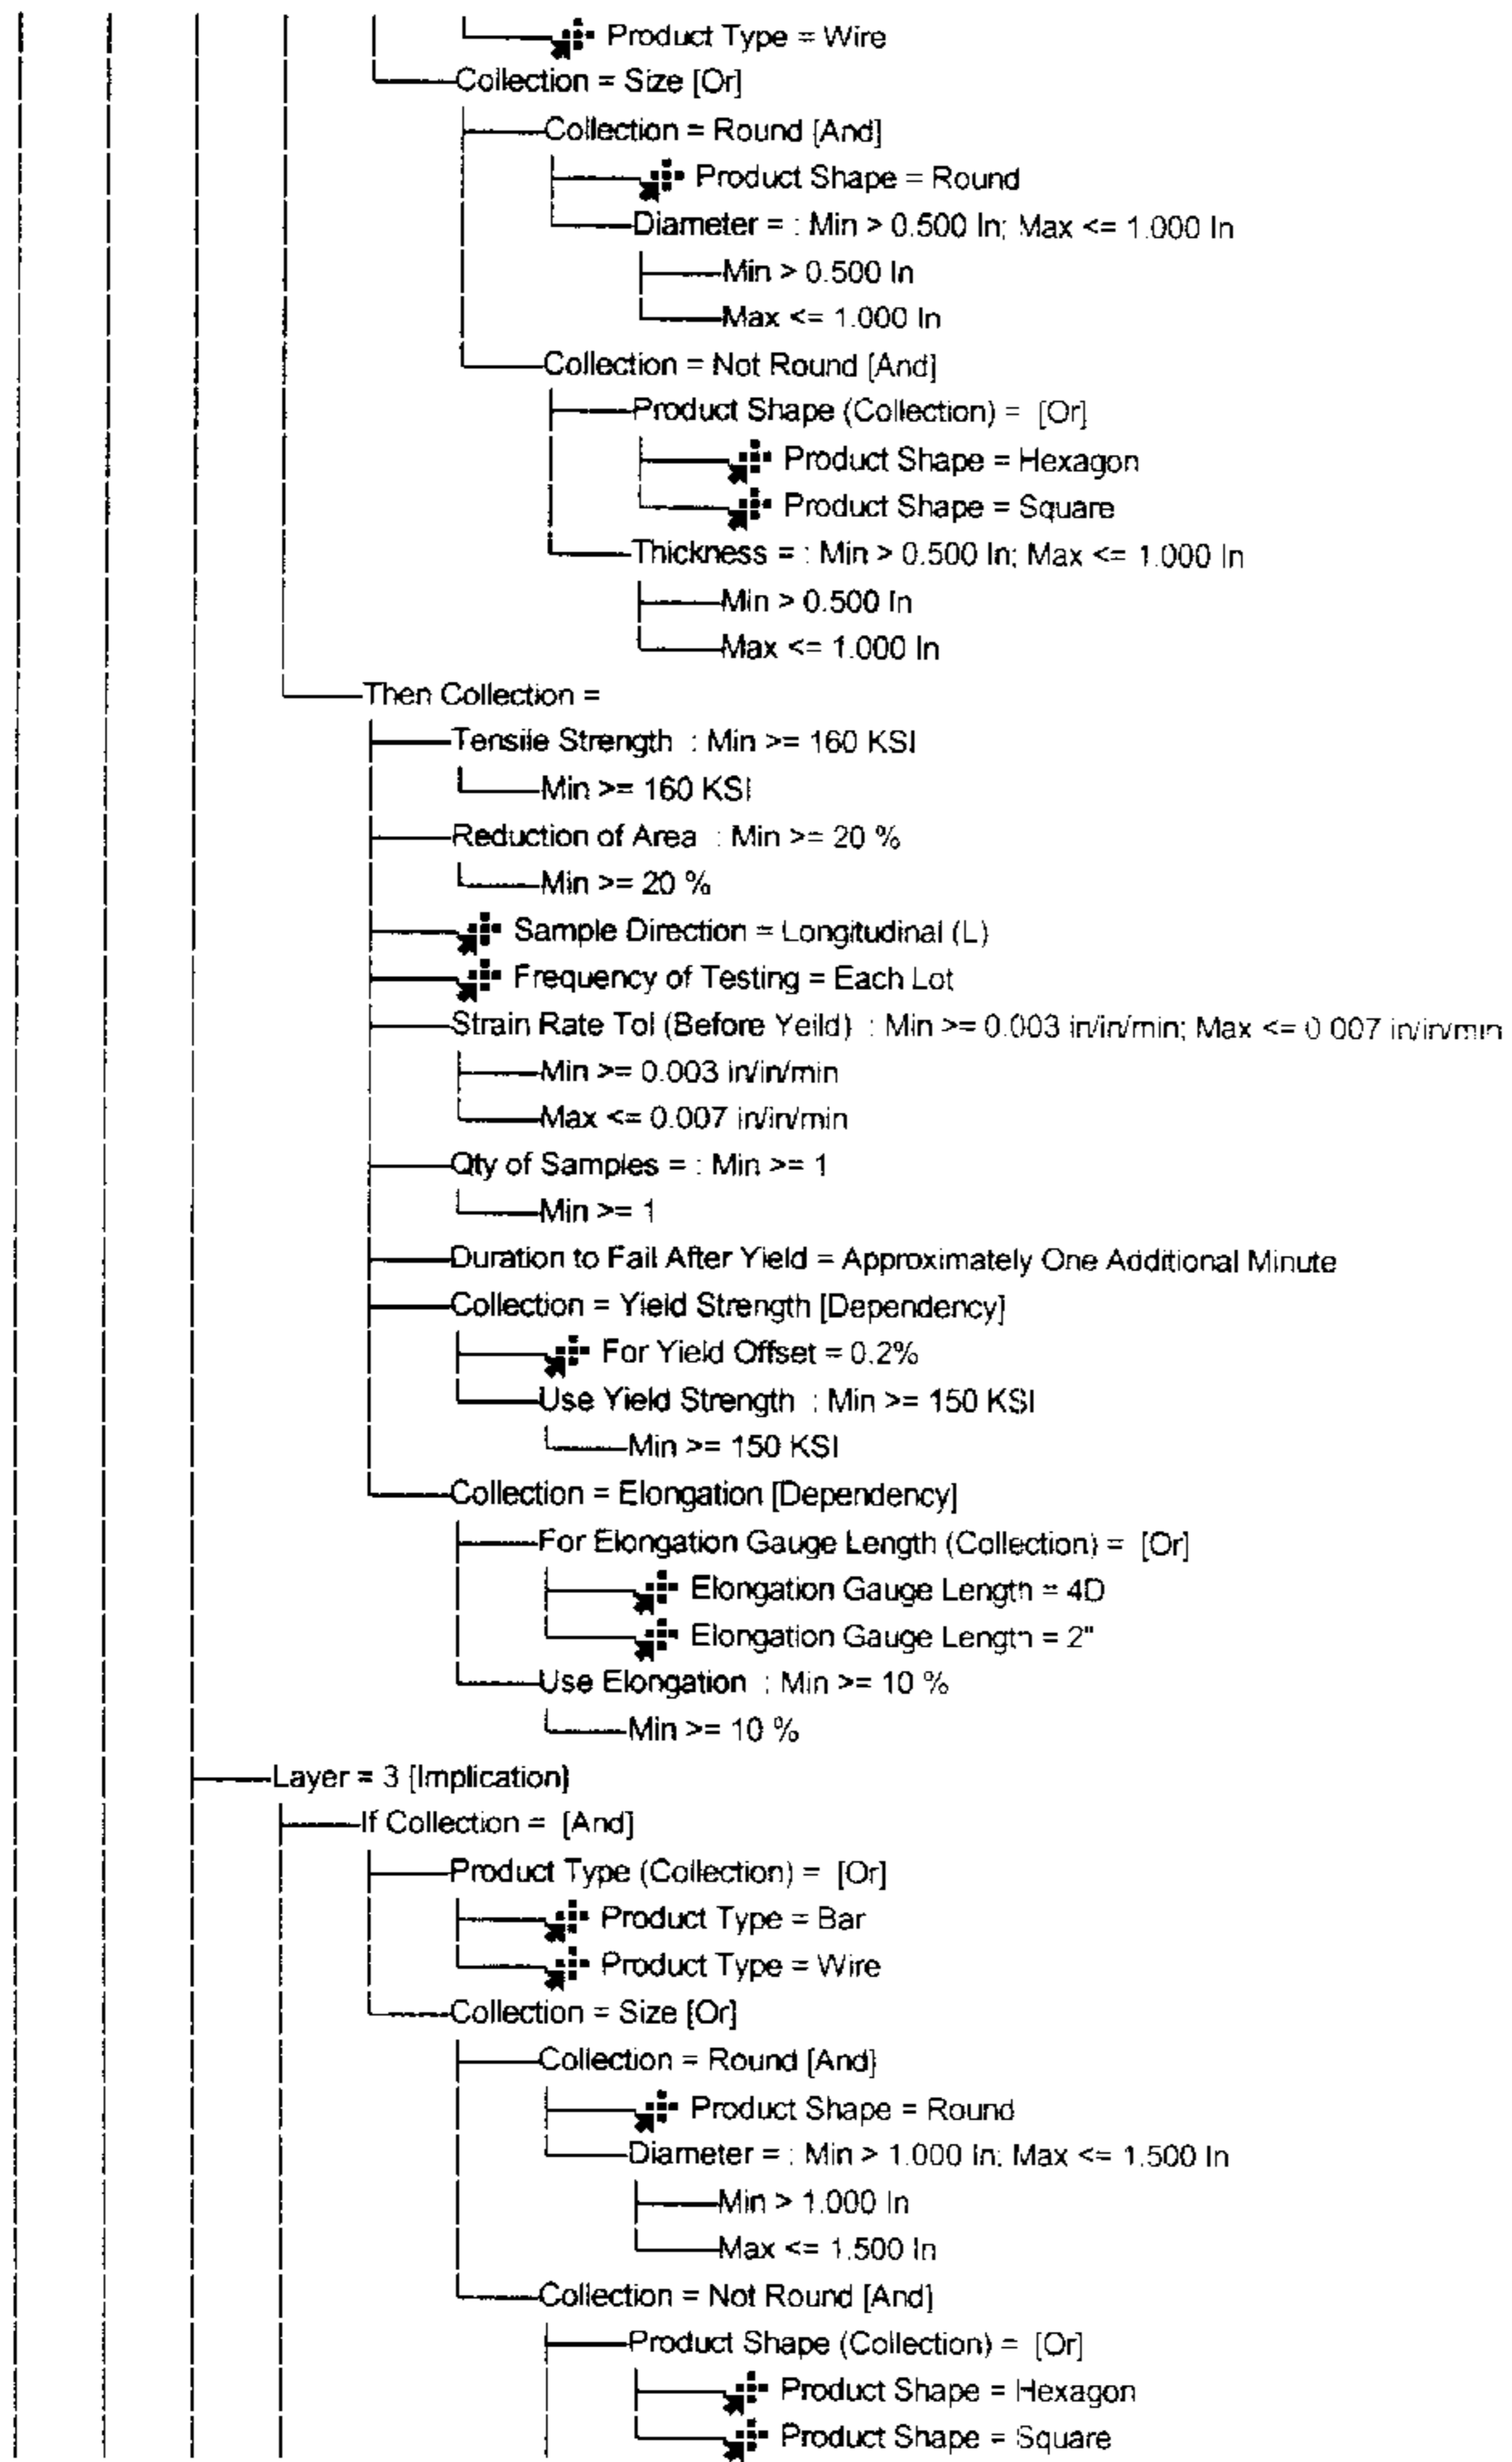 Product Type = Wire
Collection = Size [Or]
Collection = Round [And]
Product Shape = Round
Diameter = : Min > 0.500 In; Max <= 1.000 In
Min > 0.500 In
Max <= 1.000 In
Collection = Not Round [And]
Product Shape (Collection) = [Or]
Product Shape = Hexagon
Product Shape = Square
Thickness = : Min > 0.500 In; Max <= 1.000 In
Min > 0.500 In
Max <= 1.000 In
Then Collection =
Tensile Strength : Min >= 160 KSI
Min >= 160 KSI
Reduction of Area : Min >= 20 %
Min >= 20 %
Sample Direction = Longitudinal (L)
Frequency of Testing = Each Lot
Strain Rate Tol (Before Yeild) : Min >= 0.003 in/in/min; Max <= 0.007 in/in/min
Min >= 0.003 in/in/min
Max <= 0.007 in/in/min
Qty of Samples = : Min >= 1
Min >= 1
Duration to Fail After Yield = Approximately One Additional Minute
Collection = Yield Strength [Dependency]
For Yield Offset = 0.2%
Use Yield Strength : Min >= 150 KSI
Min >= 150 KSI
Collection = Elongation [Dependency]
For Elongation Gauge Length (Collection) = [Or]
Elongation Gauge Length = 4D
Elongation Gauge Length = 2"
Use Elongation : Min >= 10 %
Min >= 10 %
Layer = 3 [Implication]
If Collection = [And]
Product Type (Collection) = [Or]
Product Type = Bar
Product Type = Wire
Collection = Size [Or]
Collection = Round [And]
Product Shape = Round
Diameter = : Min > 1.000 In; Max <= 1.500 In
Min > 1.000 In
Max <= 1.500 In
Collection = Not Round [And]
Product Shape (Collection) = [Or]
Product Shape = Hexagon
Product Shape = Square